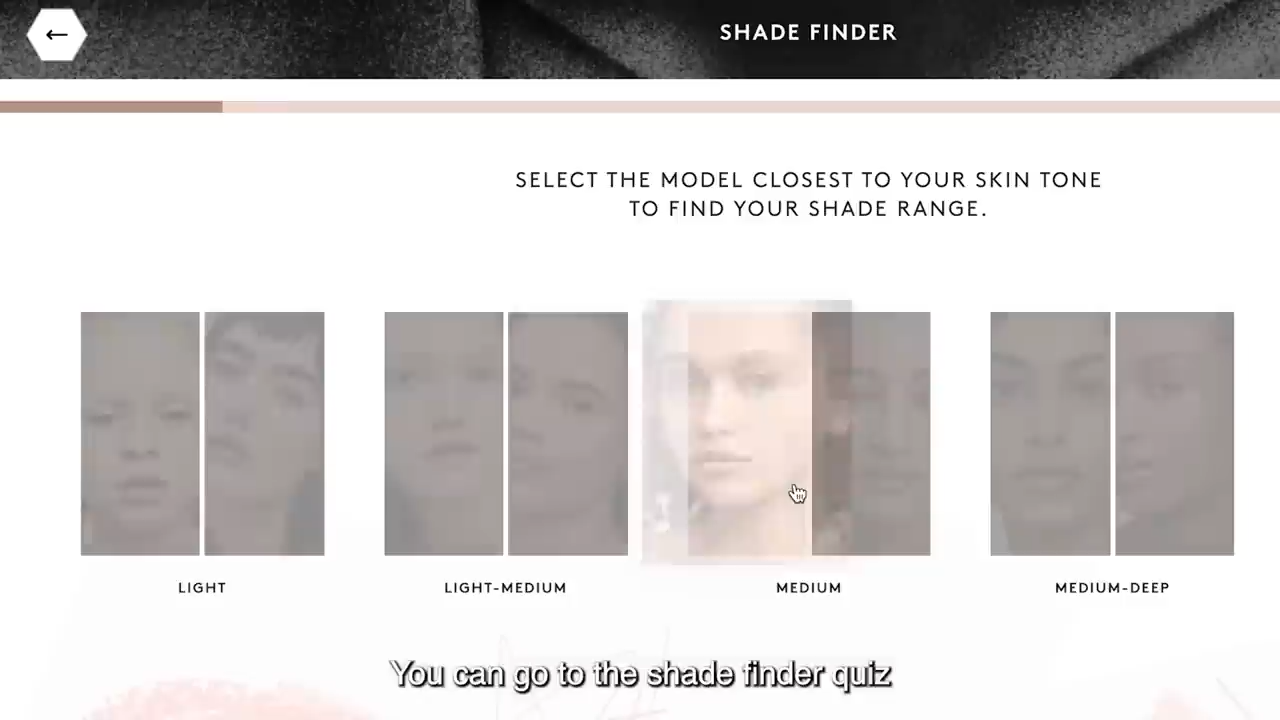 SHADE FINDER
SELECT THE MODEL CLOSEST TO YOUR SKIN TONE
TO FIND YOUR SHADE RANGE.
LIGHT
LIGHT-MEDIUM
MEDIUM
MEDIUM-DEEP
You can go to the shade finder quiz